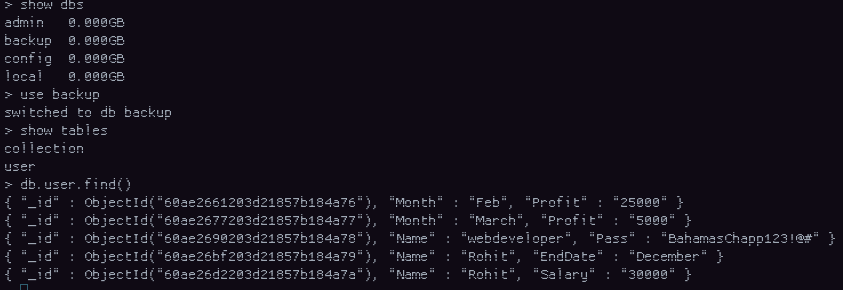 > show dbs
admin 0.000GB
backup 0.000GB
config 0.000GB
local 0.000GB
> use backup
switched to db backup
> show tables
collection
user
> db.user.find()
{ "_id" : ObjectId("60ae2661203d21857b184a76"), "Month" : "Feb", "Profit" : "25000" }
{ "_id" : ObjectId("60ae2677203d21857b184a77"), "Month" : "March", "Profit" : "5000" }
{ "_id" : ObjectId("60ae2690203d21857b184a78"), "Name" : "webdeveloper", "Pass" : "BahamasChapp123!@#" }
{ "_id" : ObjectId("60ae26bf203d21857b184a79"), "Name" : "Rohit", "EndDate" : "December" }
{ "_id" : ObjectId("60ae26d2203d21857b184a7a"), "Name" : "Rohit", "Salary" : "30000" }